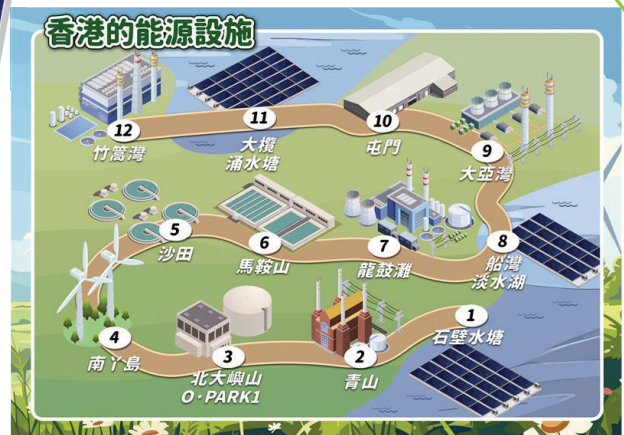 香港的能源設施
12
竹篙灣
11
大欖
涌水塘
10
屯門
9
大亞灣
5
沙田
6
馬鞍山
7
龍鼓灘
8
船灣
淡水湖
4
南丫島
3
北大嶼山
O·PARK1
2
青山
1
石壁水塘